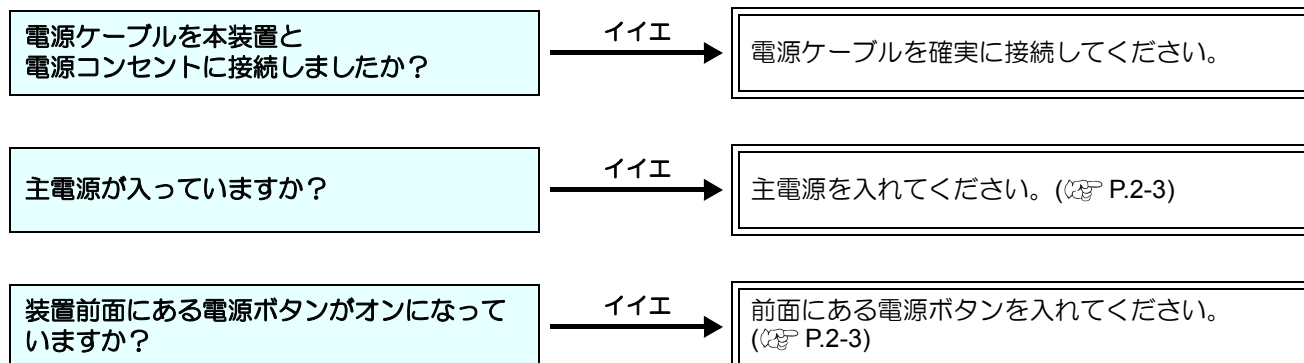 電源ケーブルを本装置と
電源コンセントに接続しましたか？
イイエ
電源ケーブルを確実に接続してください。
主電源が入っていますか？
イイエ
主電源を入れてください。(☞ P.2-3)
装置前面にある電源ボタンがオンになって
いますか？
イイエ
前面にある電源ボタンを入れてください。
(☞ P.2-3)